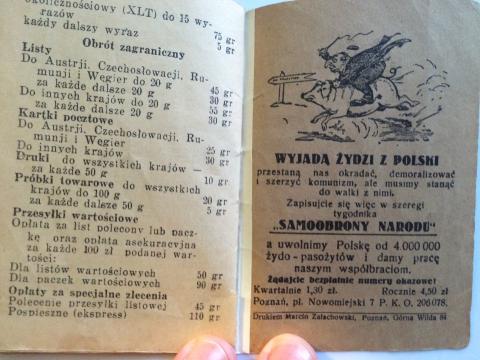 okolicznościowy (XLT) do 15 wy-
razów 75 gr
każdy dalszy wyraz 5 gr
Obrót zagraniczny
Listy
Do Austrji, Czechosłowacji, Ru-
munji i Węgier do 20 g 45 gr
za każde dalsze 20 g 30 gr
Do innych krajów do 20 g 55 gr
za każde dalsze 20 g 30 gr
Kartki pocztowe
Do Austrji, Czechosłowacji, Ru-
munji i Węgier 25 gr
Do innych krajów 30 gr
Druki do wszystkich krajów —
za każde 50 g 10 gr
Próbki towarowe do wszystkich
krajów do 100 g 20 gr
za każde dalsze 50 g 5 gr
Przesyłki wartościowe
Opłata za list polecony lub pacz-
kę oraz opłata asekuracyjna
za każde 100 zł podanej war-
tości:
Dla listów wartościowych 50 gr
Dla paczek wartościowych 90 gr
Opłaty za specjalne zlecenia
Polecenie przesyłki listowej 45 gr
Pospieszne (ekspress) 110 gr
WYJADĄ ŻYDZI Z POLSKI
przestaną nas okradać, demoralizować
i szerzyć komunizm, ale musimy stanąć
do walki z nimi.
Zapisujcie się więc w szeregi
tygodnika
„SAMOOBRONY NARODU"
a uwolnimy Polskę od 4.000 000
żydo-pasożytów i damy pracę
naszym współbraciom.
Żądajcie bezpłatnie numeru okazowe!
Kwartalnie 1,30 zł. Rocznie 4,50 zł
Poznań, pl. Nowomiejski 7 P. K. O. 206078.
Drukiem Marcin Załachowski, Poznań, Górna Wilda 84